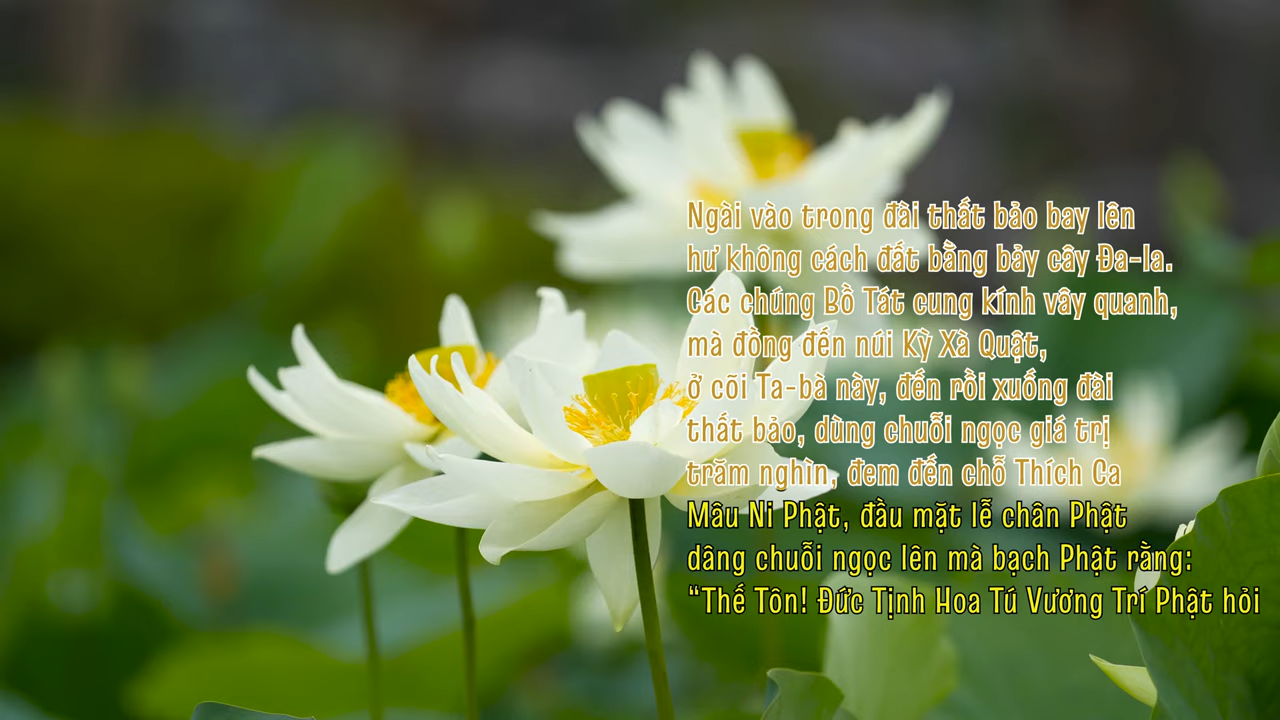 Ngài vào trong đài thất bảo bay lên
hư không cách đất bằng bảy cây Đa-la.
Các chúng Bồ Tát cung kính vây quanh,
mà đồng đến núi Kỳ Xà Quật,
ở cõi Ta-bà này, đến rồi xuống đài
thất bảo, dùng chuỗi ngọc giá trị
trăm nghìn, đem đến chỗ Thích Ca
Mâu Ni Phật, đầu mặt lễ chân Phật
dâng chuỗi ngọc lên mà bạch Phật rằng:
“Thế Tôn! Đức Tịnh Hoa Tú Vương Trí Phật hỏi